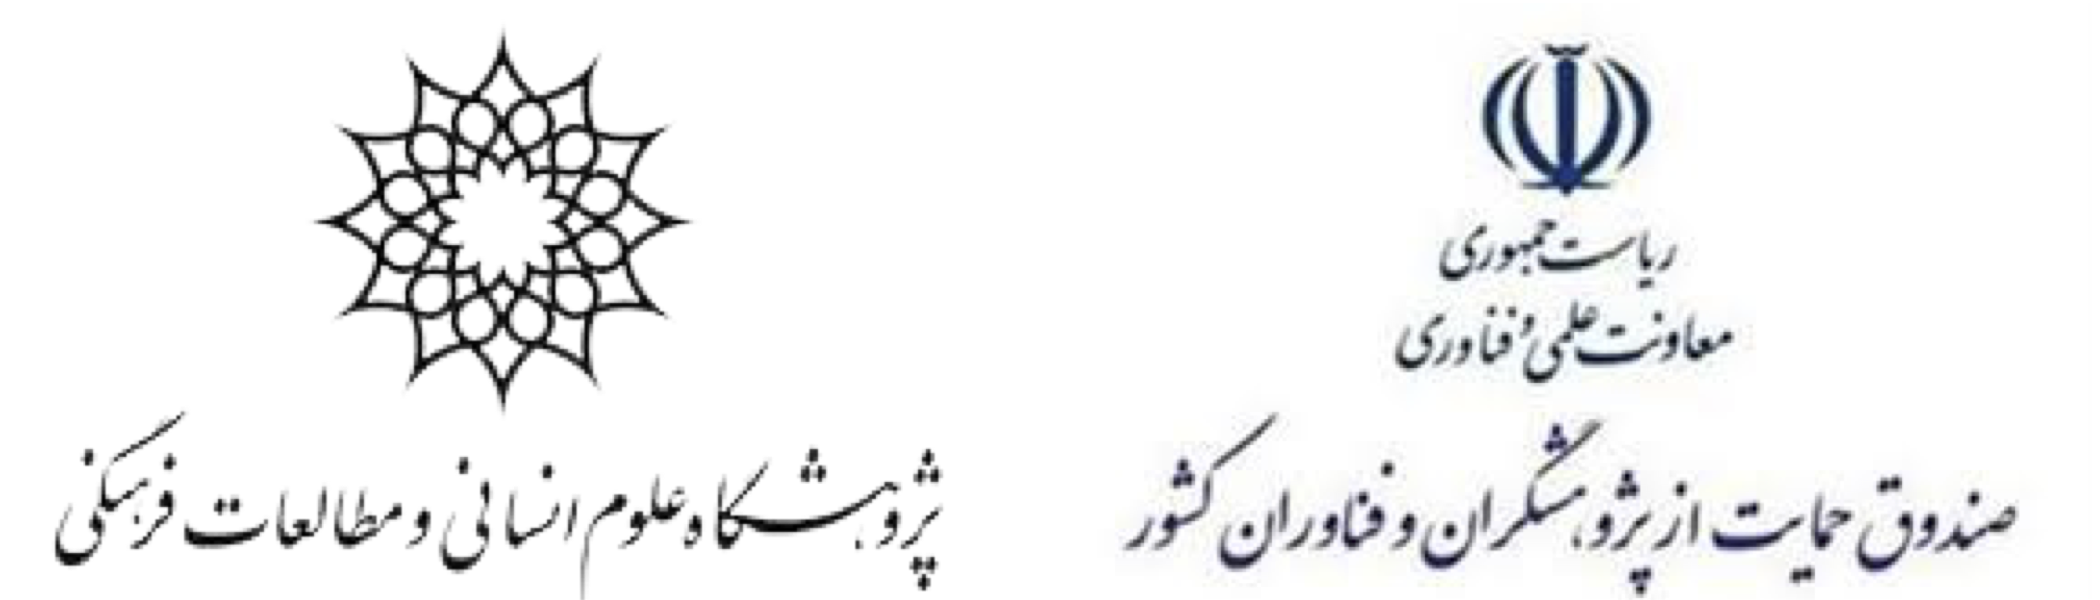 ریاست جمهوری
معاونت علمی و فناوری
صندوق حمایت از پژوهشگران و فناوران کشور
پژوهشگاه علوم انسانی و مطالعات فرهنگی